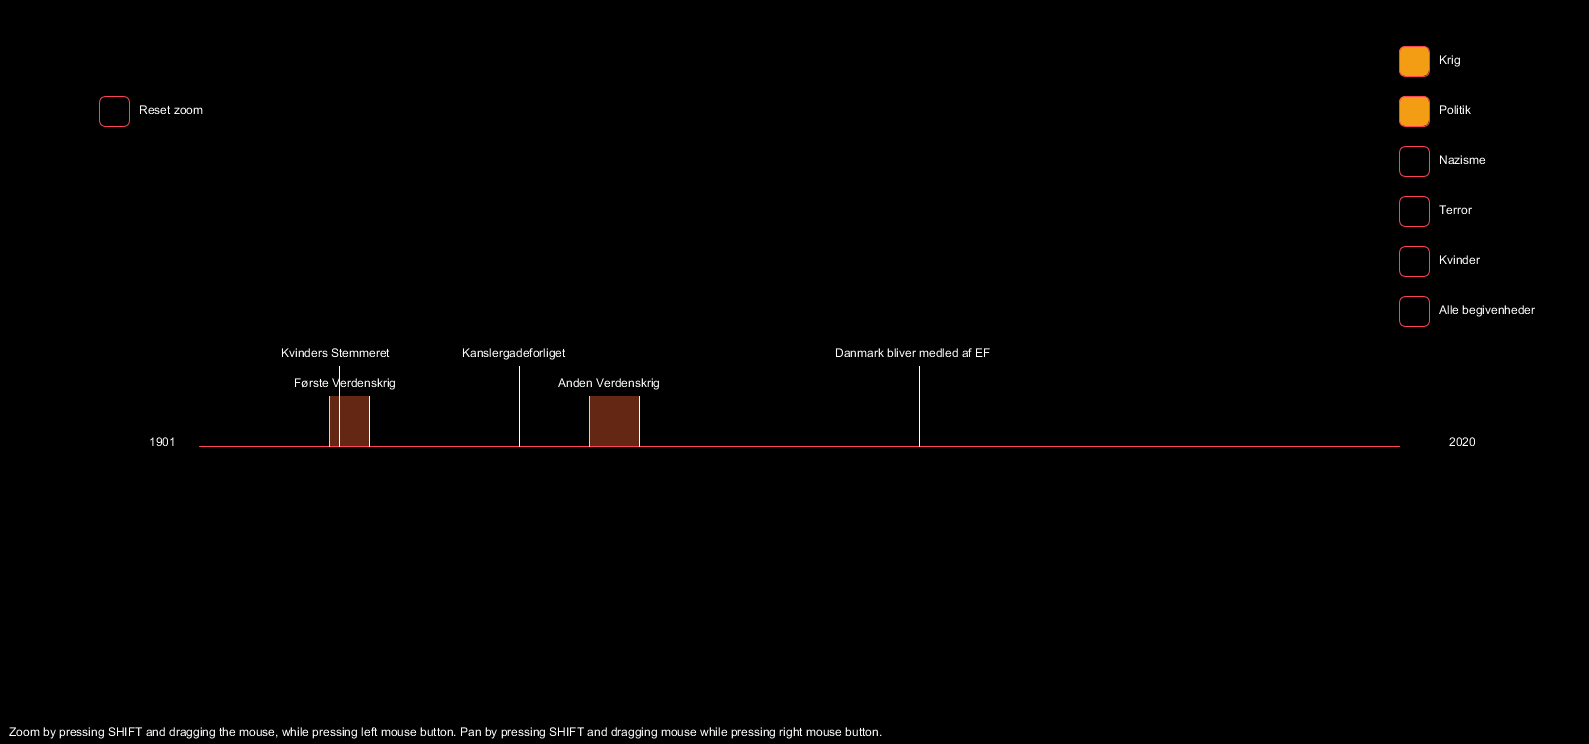 Krig
Reset zoom
Politik
Nazisme
Terror
Kvinder
Alle begivenheder
Kvinders Stemmeret
Kanslergadeforliget
Danmark bliver medled af EF
Første Verdenskrig
Anden Verdenskrig
1901
2020
Zoom by pressing SHIFT and dragging the mouse, while pressing left mouse button. Pan by pressing SHIFT and dragging mouse while pressing right mouse button.